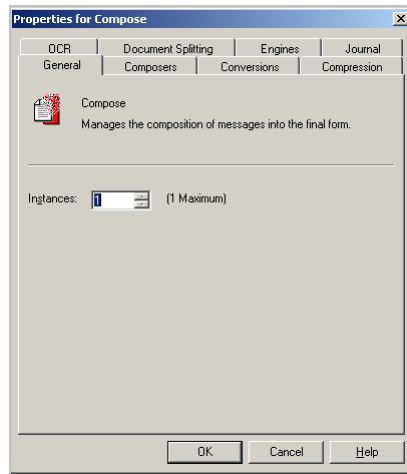 Properties for Compose
OCR Document Splitting Engines Journal
General Composers Conversions Compression
Compose
Manages the composition of messages into the final form.
Instances: 1 (1 Maximum)
OK Cancel Help